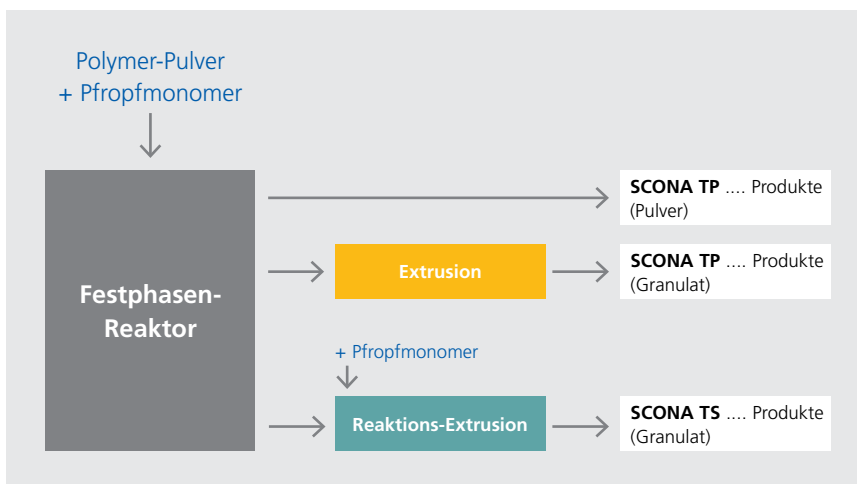 Polymer-Pulver
+ Pfropfmonomer
Festphasen-
Reaktor
SCONA TP .... Produkte
(Pulver)
Extrusion
SCONA TP .... Produkte
(Granulat)
+ Pfropfmonomer
Reaktions-Extrusion
SCONA TS .... Produkte
(Granulat)